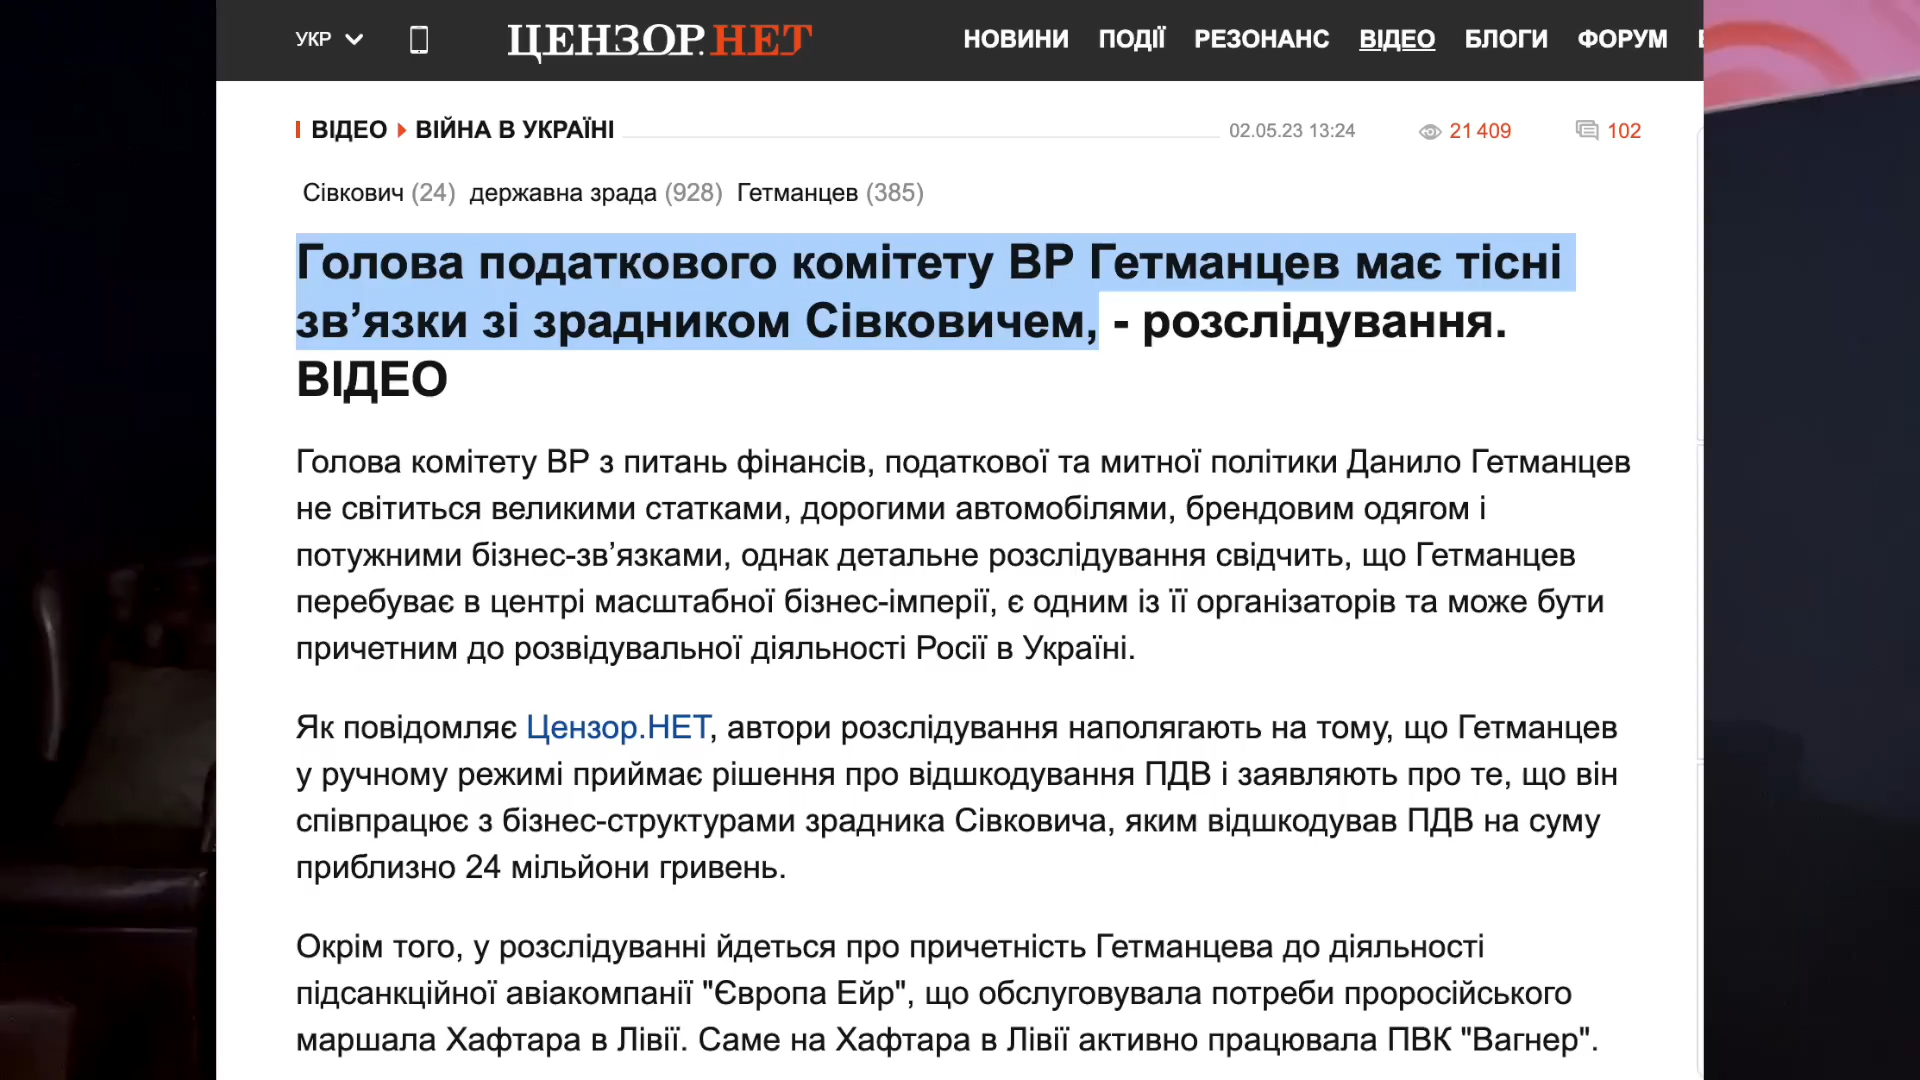 УКР
ЦЕНЗОР.НЕТ
НОВИНИ ПОДІЇ РЕЗОНАНС ВІДЕО БЛОГИ ФОРУМ
ВІДЕО ВІЙНА В УКРАЇНІ 02.05.23 13:24 21 409 102
Сівкович (24) державна зрада (928) Гетманцев (385)
Голова податкового комітету ВР Гетманцев має тісні
зв’язки зі зрадником Сівковичем, - розслідування.
ВІДЕО
Голова комітету ВР з питань фінансів, податкової та митної політики Данило Гетманцев
не світиться великими статками, дорогими автомобілями, брендовим одягом і
потужними бізнес-зв’язками, однак детальне розслідування свідчить, що Гетманцев
перебуває в центрі масштабної бізнес-імперії, є одним із її організаторів та може бути
причетним до розвідувальної діяльності Росії в Україні.
Як повідомляє Цензор.НЕТ, автори розслідування наполягають на тому, що Гетманцев
у ручному режимі приймає рішення про відшкодування ПДВ і заявляють про те, що він
співпрацює з бізнес-структурами зрадника Сівковича, яким відшкодував ПДВ на суму
приблизно 24 мільйони гривень.
Окрім того, у розслідуванні йдеться про причетність Гетманцева до діяльності
підсанкційної авіакомпанії "Європа Ейр", що обслуговувала потреби проросійського
маршала Хафтара в Лівії. Саме на Хафтара в Лівії активно працювала ПВК "Вагнер".